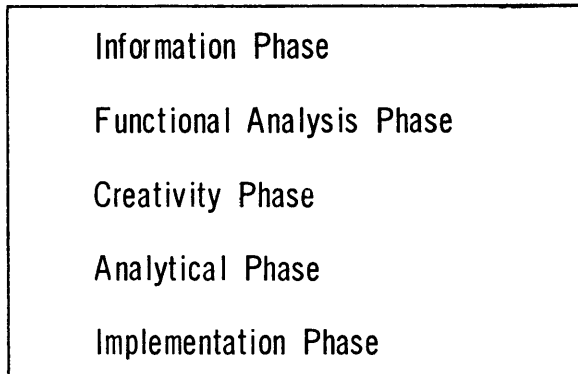 Information Phase
Functional Analysis Phase
Creativity Phase
Analytical Phase
Implementation Phase